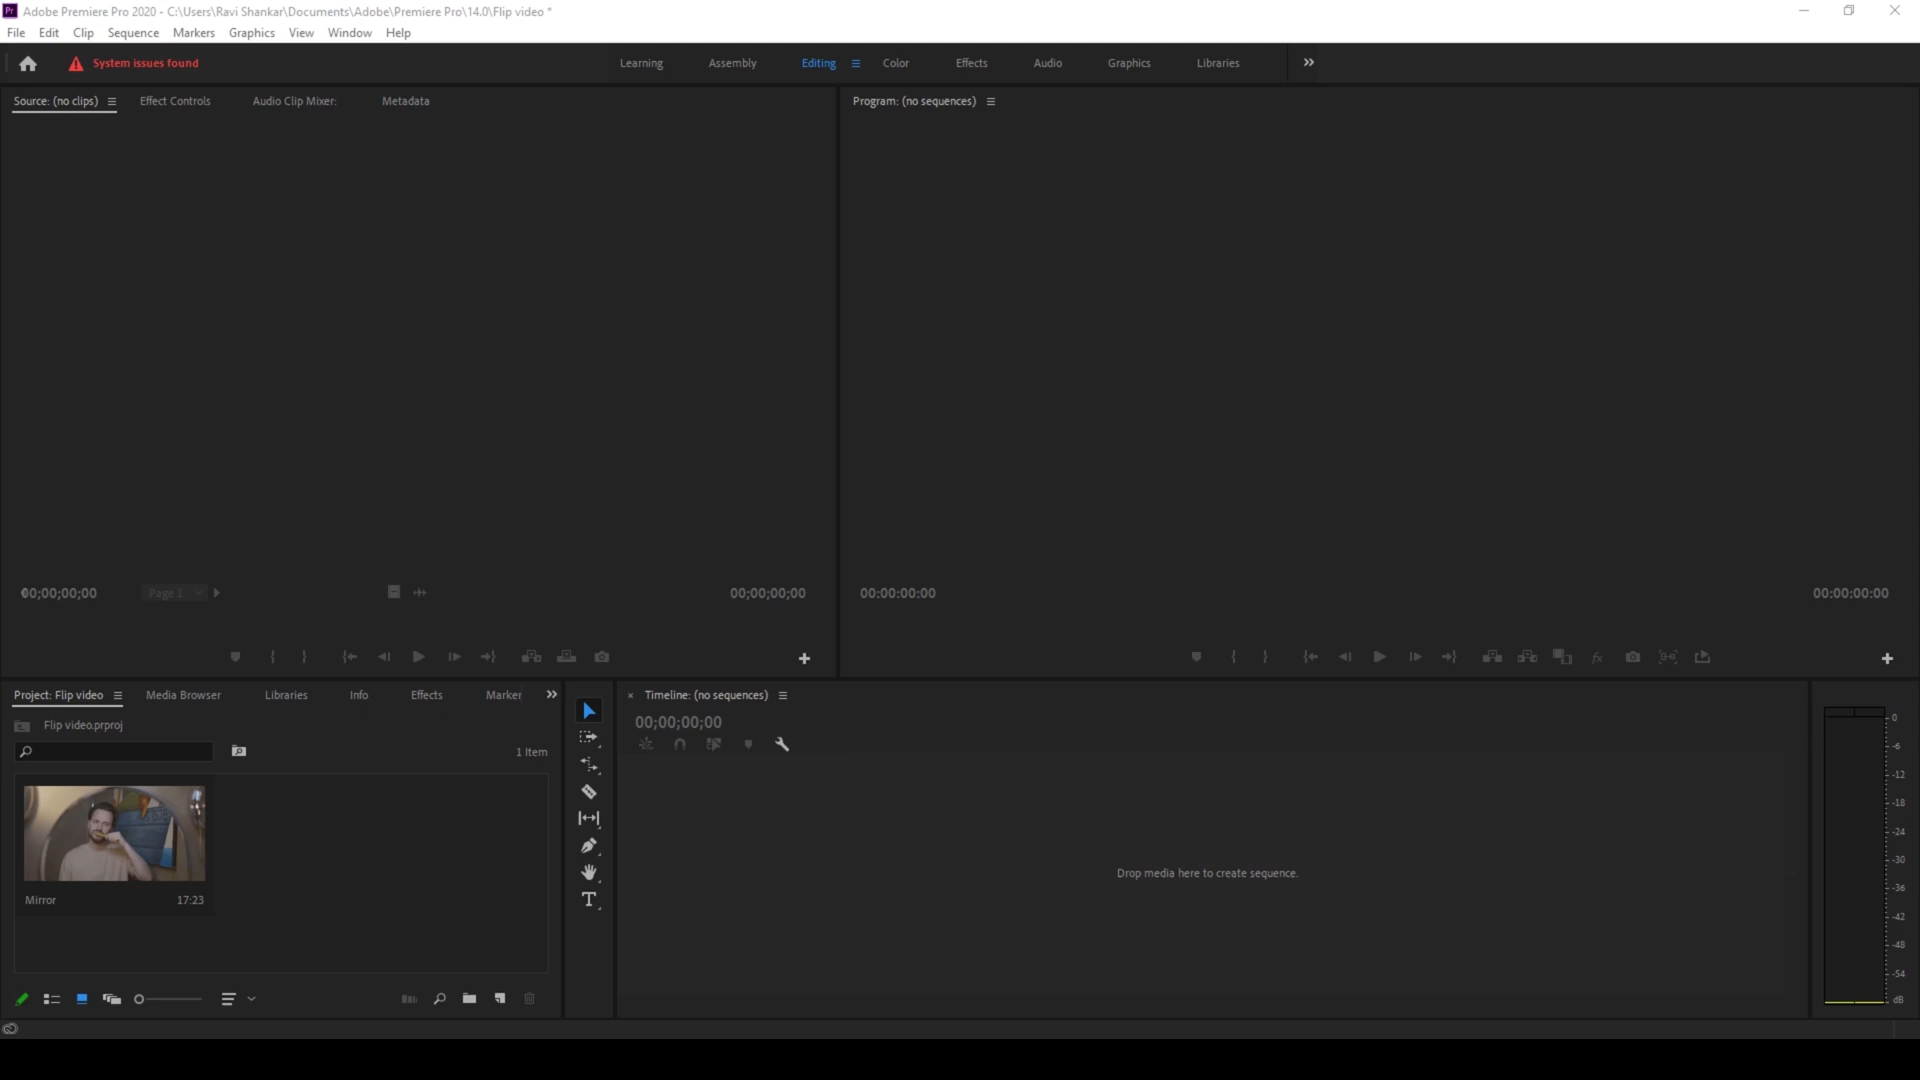 Adobe Premiere Pro 2020 - C:\Users\Ravi Shankar\Documents\Adobe\Premiere Pro\14.0\Flip video *
File Edit Clip Sequence Markers Graphics View Window Help
System issues found
Learning Assembly Editing Color Effects Audio Graphics Libraries
Source: (no clips) Effect Controls Audio Clip Mixer: Metadata
Program: (no sequences)
00;00;00;00 Page 1 00;00;00;00
00:00:00:00 00:00:00:00
Project: Flip video Media Browser Libraries Info Effects Marker
Flip video.prproj
1 Item
Mirror 17:23
Timeline: (no sequences)
00;00;00;00
Drop media here to create sequence.
0
-6
-12
-18
-24
-30
-36
-42
-48
-54
dB